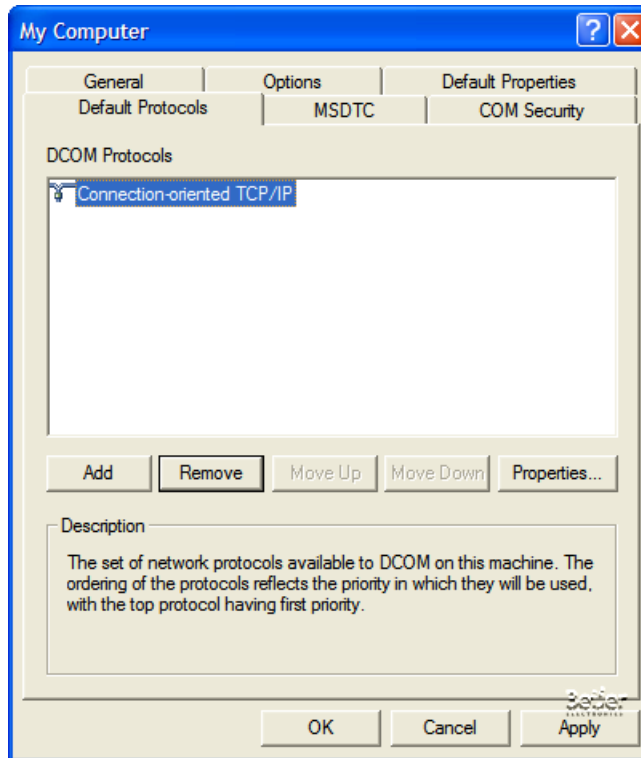 My Computer
General Options Default Properties
Default Protocols MSDTC COM Security
DCOM Protocols
Connection-oriented TCP/IP
Add Remove Move Up Move Down Properties...
Description
The set of network protocols available to DCOM on this machine. The
ordering of the protocols reflects the priority in which they will be used,
with the top protocol having first priority.
Better
ELECTRONICS
OK Cancel Apply